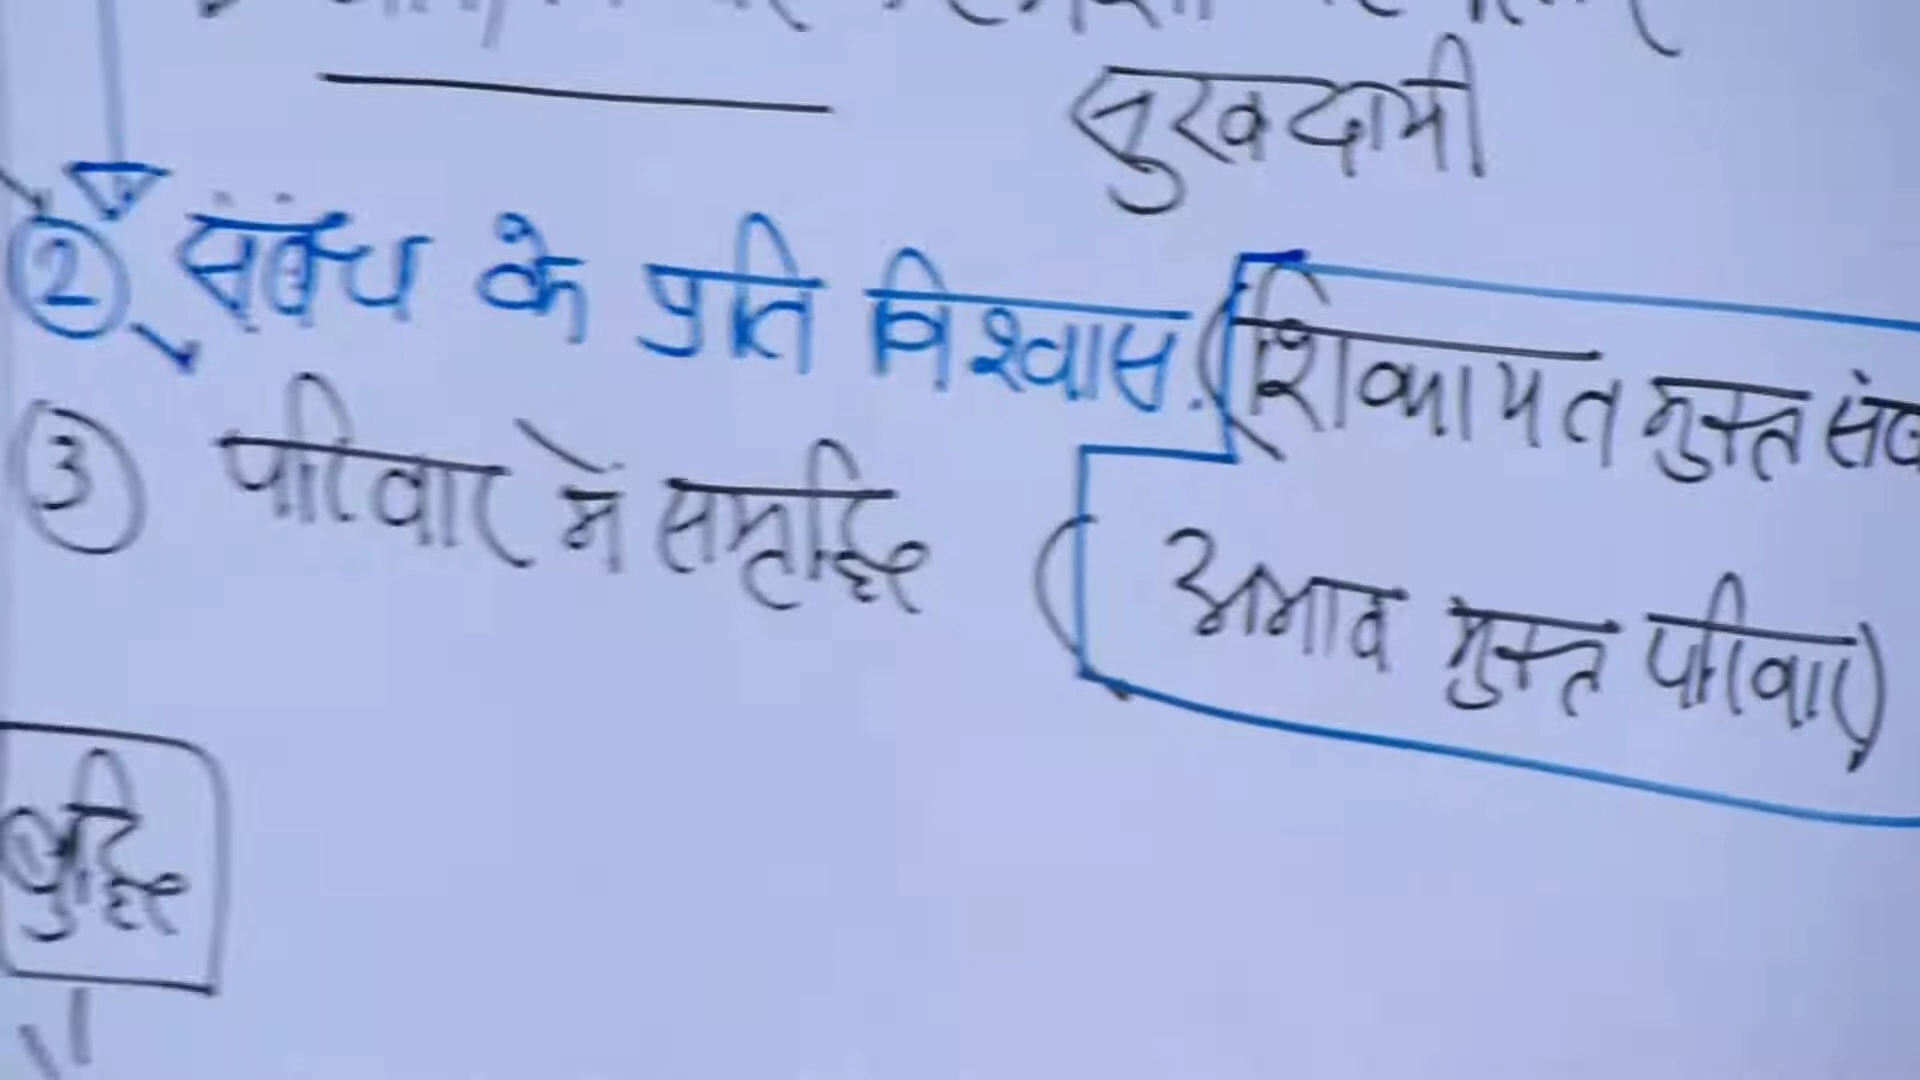 सुखदायी
② संबंध के प्रति विश्वास. (शिकायत मुक्त संब
③ परिवार में समृद्धि (अभाव मुक्त परिवार)
बुद्धि